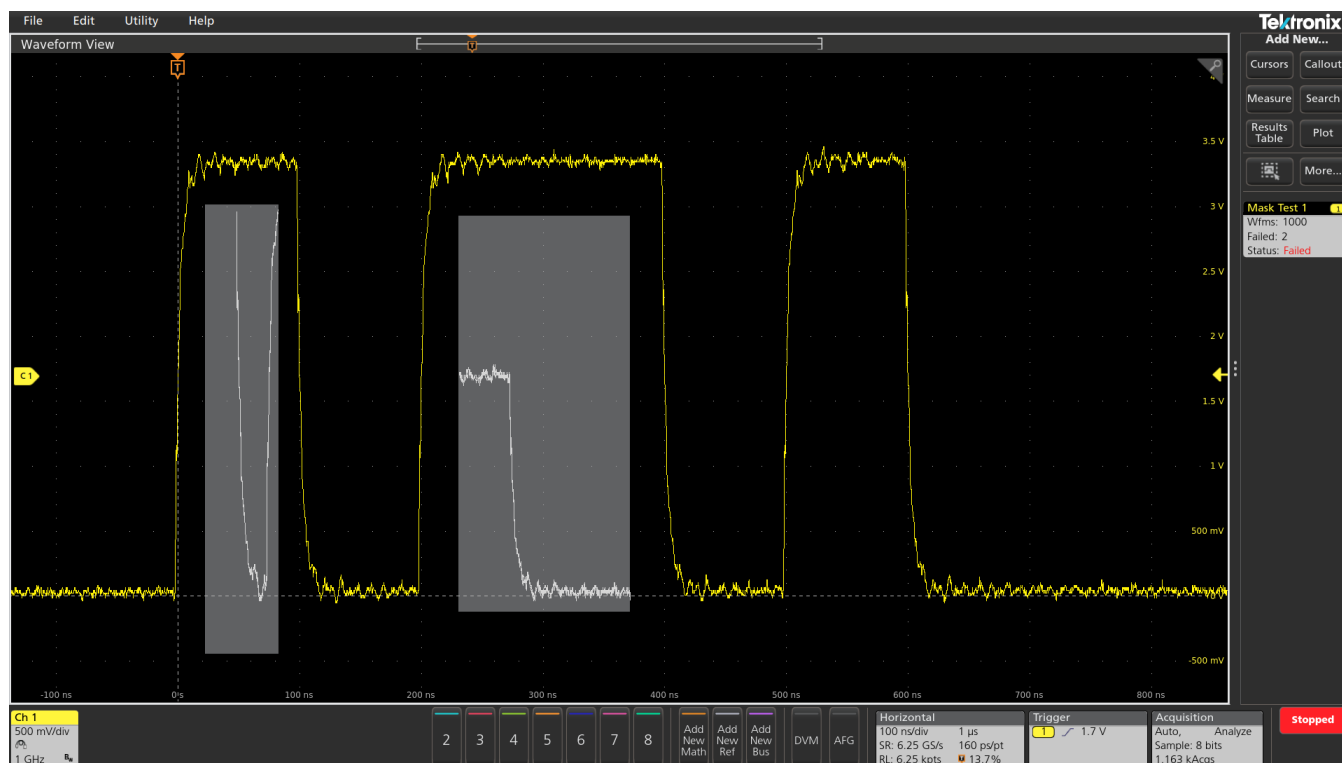 File Edit Utility Help
Tektronix
Waveform View
Add New...
T
T
Cursors Callout
Measure Search
Results Table Plot
More...
Mask Test 1 1
Wfms: 1000
Failed: 2
Status: Failed
3.5 V
3 V
2.5 V
2 V
C 1
1.5 V
1 V
500 mV
-500 mV
-100 ns 0 s 100 ns 200 ns 300 ns 400 ns 500 ns 600 ns 700 ns 800 ns
Ch 1
500 mV/div
1 GHz
2 3 4 5 6 7 8
Add New Math
Add New Ref
Add New Bus
DVM AFG
Horizontal
100 ns/div 1 µs
SR: 6.25 GS/s 160 ps/pt
RL: 6.25 kpts 13.7%
Trigger
1 1.7 V
Acquisition
Auto, Analyze
Sample: 8 bits
1.163 kAcqs
Stopped